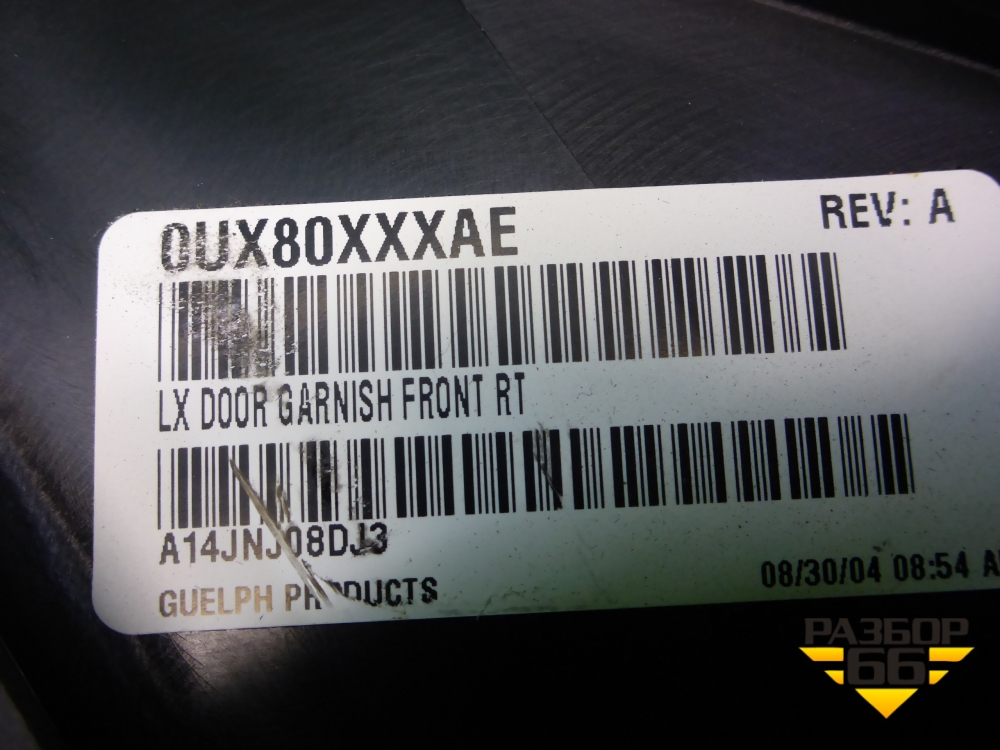 0UX80XXXAE
REV: A
LX DOOR GARNISH FRONT RT
A14JNJ08DJ3
GUELPH PRODUCTS
08/30/04 08:54 A
РАЗБОР
66